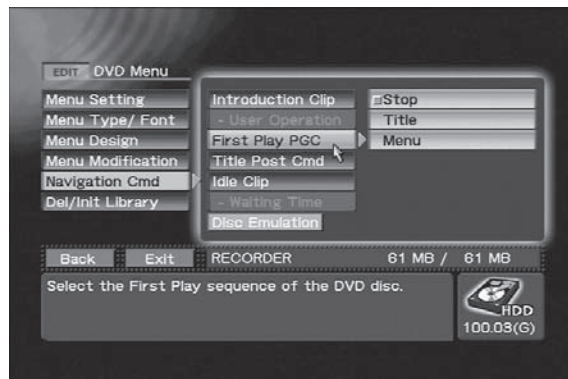 EDIT DVD Menu
Menu Setting
Menu Type/ Font
Menu Design
Menu Modification
Navigation Cmd
Del/Init Library
Introduction Clip
- User Operation
First Play PGC
Title Post Cmd
Idle Clip
- Waiting Time
Disc Emulation
Stop
Title
Menu
Back Exit RECORDER 61 MB / 61 MB
Select the First Play sequence of the DVD disc.
HDD
100.03(G)